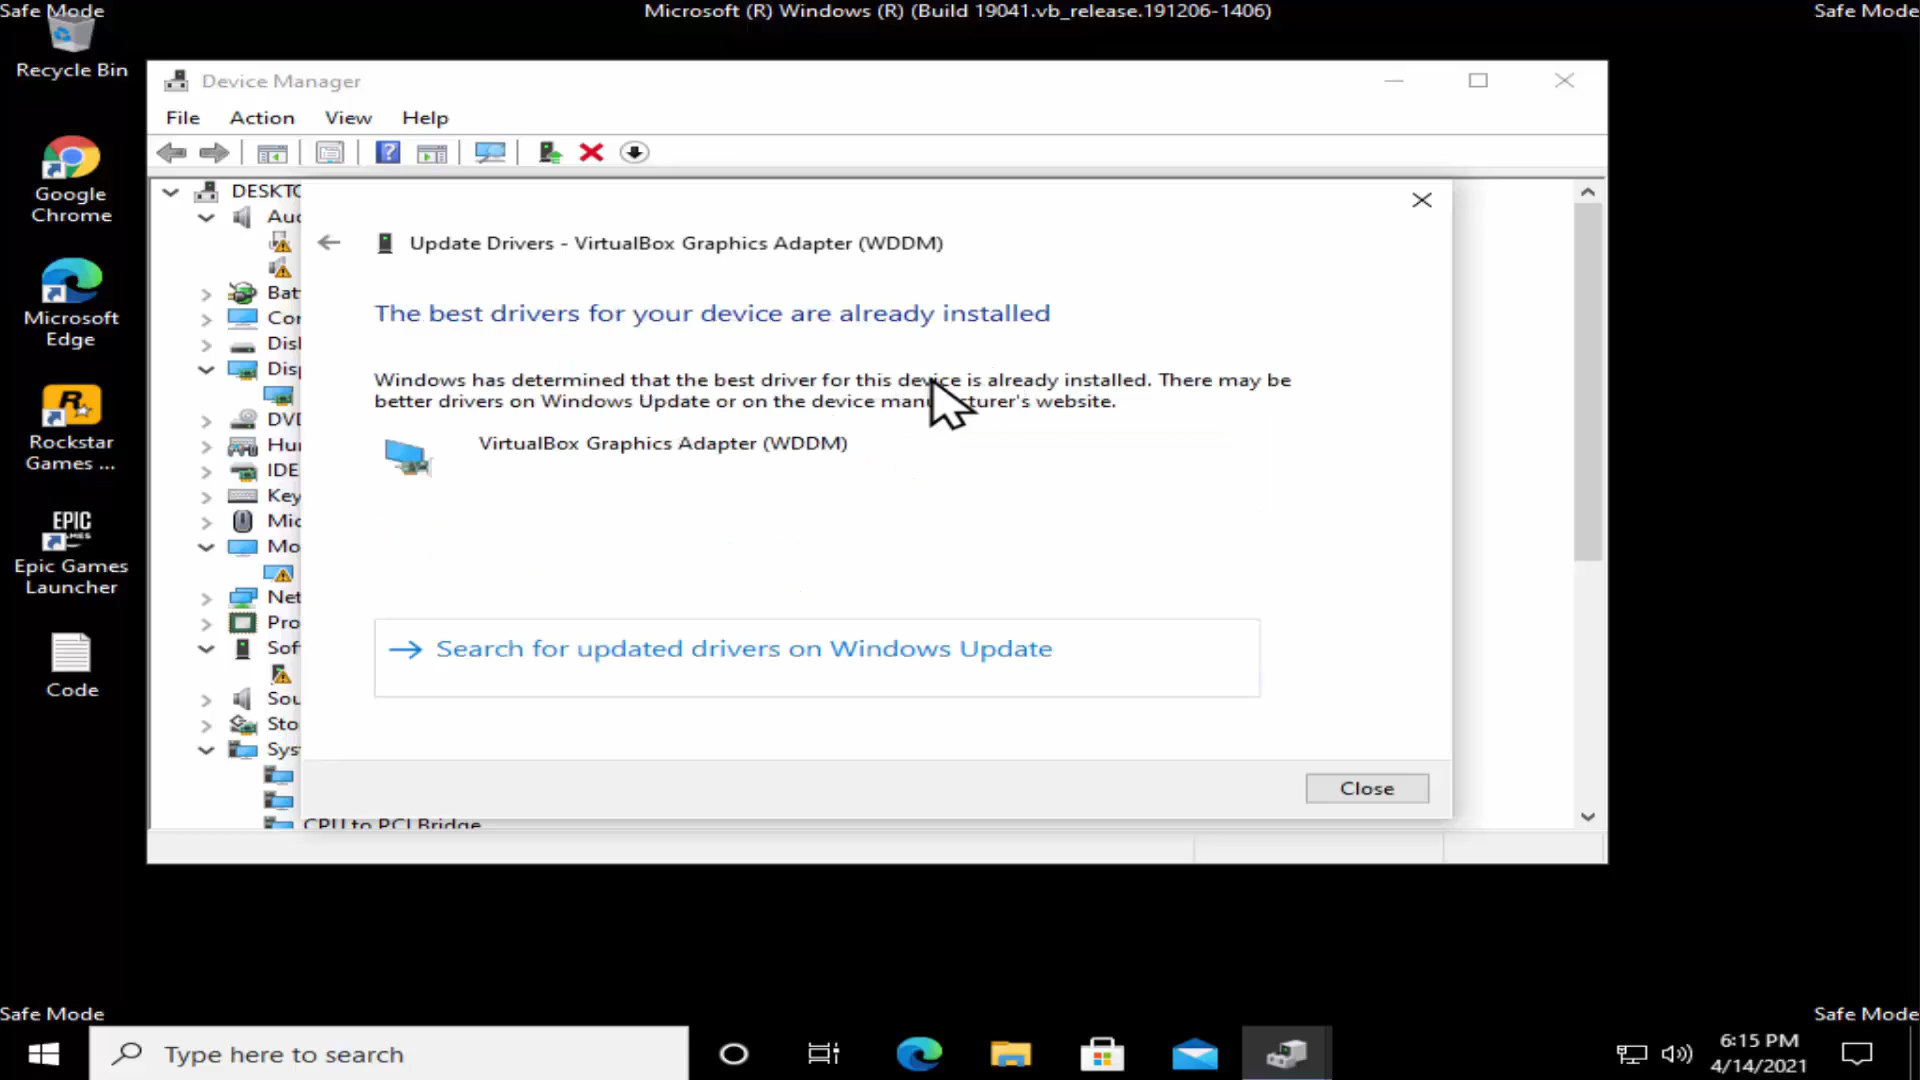 Safe Mode
Microsoft (R) Windows (R) (Build 19041.vb_release.191206-1406)
Safe Mode
Recycle Bin
Google
Chrome
Microsoft
Edge
Rockstar
Games ...
EPIC
Epic Games
Launcher
Code
Device Manager
File Action View Help
DESKTO
Aud
Bat
Cor
Disl
Disp
DVD
Hur
IDE
Key
Mic
Mo
Net
Pro
Sof
Sou
Sto
Sys
CPU to PCI Bridge
Update Drivers - VirtualBox Graphics Adapter (WDDM)
The best drivers for your device are already installed
Windows has determined that the best driver for this device is already installed. There may be
better drivers on Windows Update or on the device manufacturer's website.
VirtualBox Graphics Adapter (WDDM)
Search for updated drivers on Windows Update
Close
Safe Mode
Safe Mode
Type here to search
6:15 PM
4/14/2021